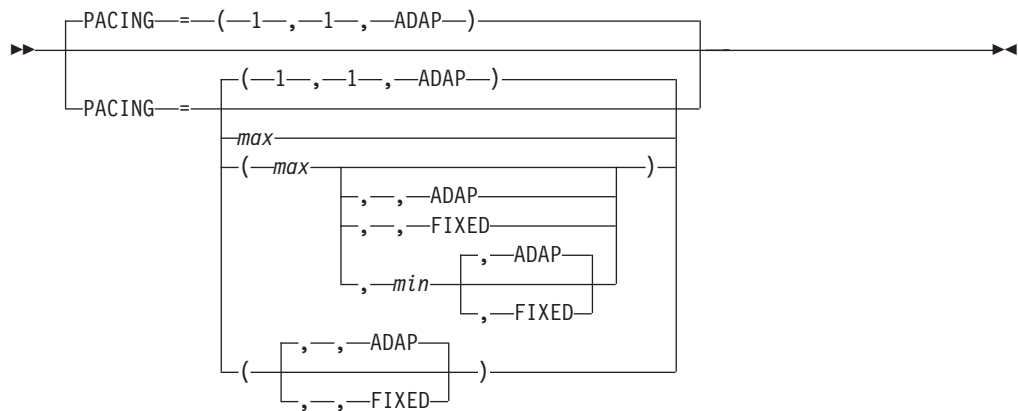 PACING = ( 1 , 1 , ADAP )
( 1 , 1 , ADAP )
PACING =
max
( max )
, , ADAP
, , FIXED
, ADAP
, min
, FIXED
, , ADAP
( )
, , FIXED